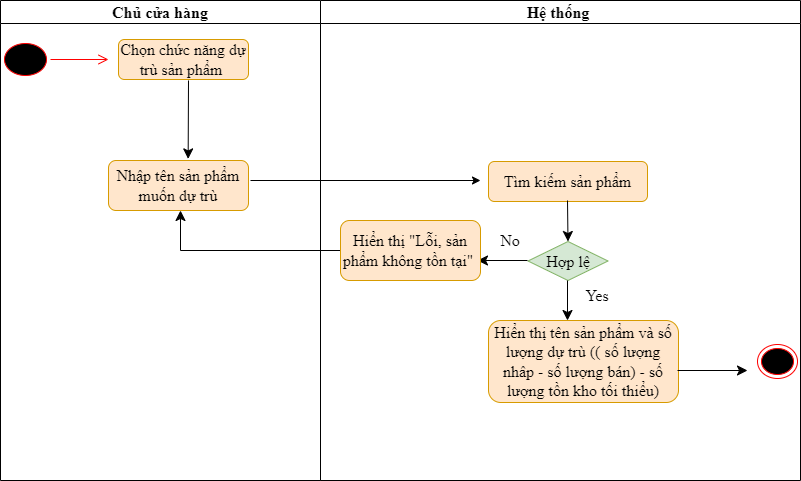 Chủ cửa hàng
Hệ thống
Chọn chức năng dự
trù sản phẩm
Nhập tên sản phẩm
muốn dự trù
Tìm kiếm sản phẩm
Hiển thị "Lỗi, sản
phẩm không tồn tại"
No
Hợp lệ
Yes
Hiển thị tên sản phẩm và số
lượng dự trù (( số lượng
nhâp - số lượng bán) - số
lượng tồn kho tối thiểu)